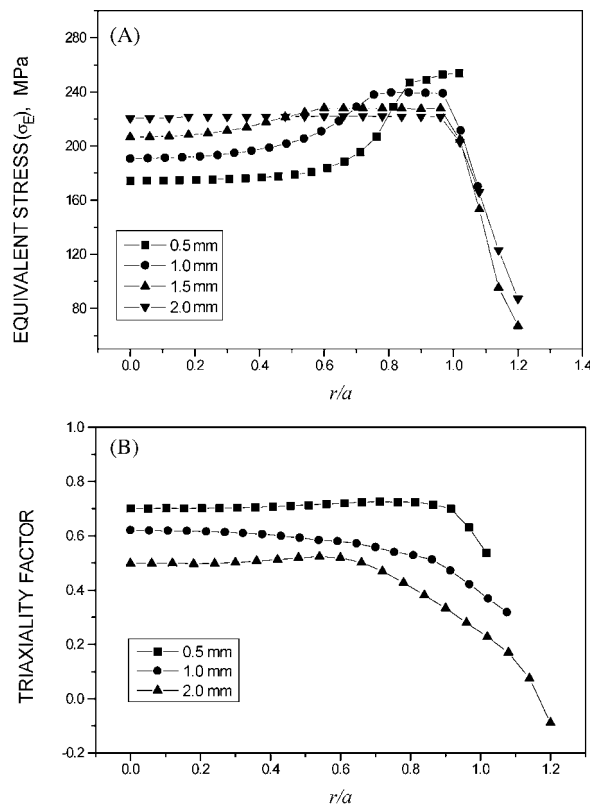 (A)
280
240
200
160
120
80
EQUIVALENT STRESS (σE), MPa
0.5 mm
1.0 mm
1.5 mm
2.0 mm
0.0 0.2 0.4 0.6 0.8 1.0 1.2 1.4
r/a
(B)
1.0
0.8
0.6
0.4
0.2
0.0
-0.2
TRIAXIALITY FACTOR
0.5 mm
1.0 mm
2.0 mm
0.0 0.2 0.4 0.6 0.8 1.0 1.2
r/a